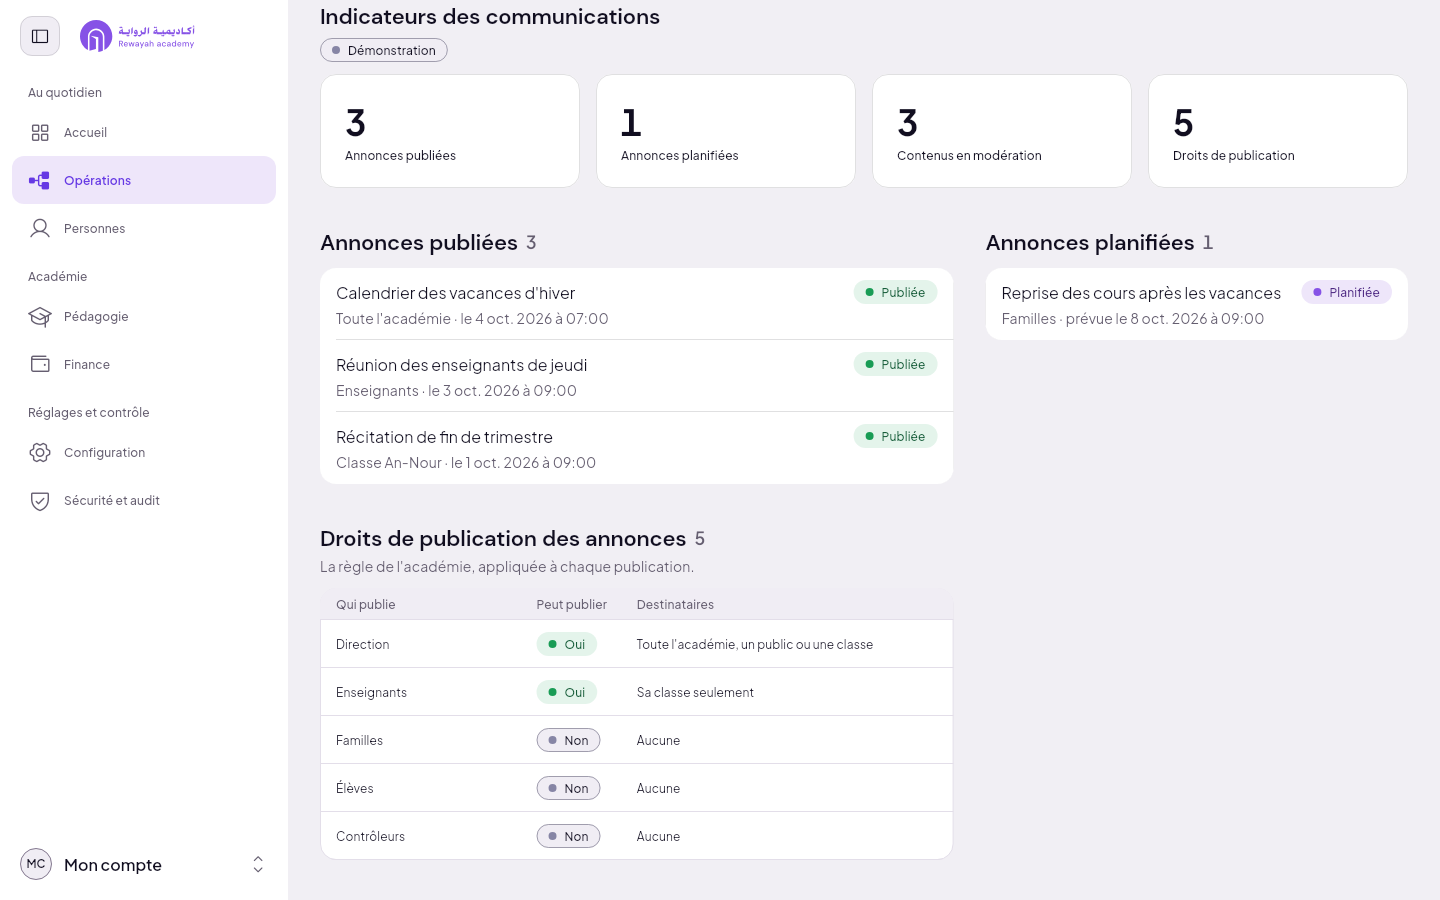 أكاديمية الرواية
Rewayah academy
Au quotidien
Accueil
Opérations
Personnes
Académie
Pédagogie
Finance
Réglages et contrôle
Configuration
Sécurité et audit
MC
Mon compte
Indicateurs des communications
Démonstration
3
Annonces publiées
1
Annonces planifiées
3
Contenus en modération
5
Droits de publication
Annonces publiées 3
Calendrier des vacances d'hiver
Publiée
Toute l'académie · le 4 oct. 2026 à 07:00
Réunion des enseignants de jeudi
Publiée
Enseignants · le 3 oct. 2026 à 09:00
Récitation de fin de trimestre
Publiée
Classe An-Nour · le 1 oct. 2026 à 09:00
Annonces planifiées 1
Reprise des cours après les vacances
Planifiée
Familles · prévue le 8 oct. 2026 à 09:00
Droits de publication des annonces 5
La règle de l'académie, appliquée à chaque publication.
Qui publie Peut publier Destinataires
Direction Oui Toute l'académie, un public ou une classe
Enseignants Oui Sa classe seulement
Familles Non Aucune
Élèves Non Aucune
Contrôleurs Non Aucune